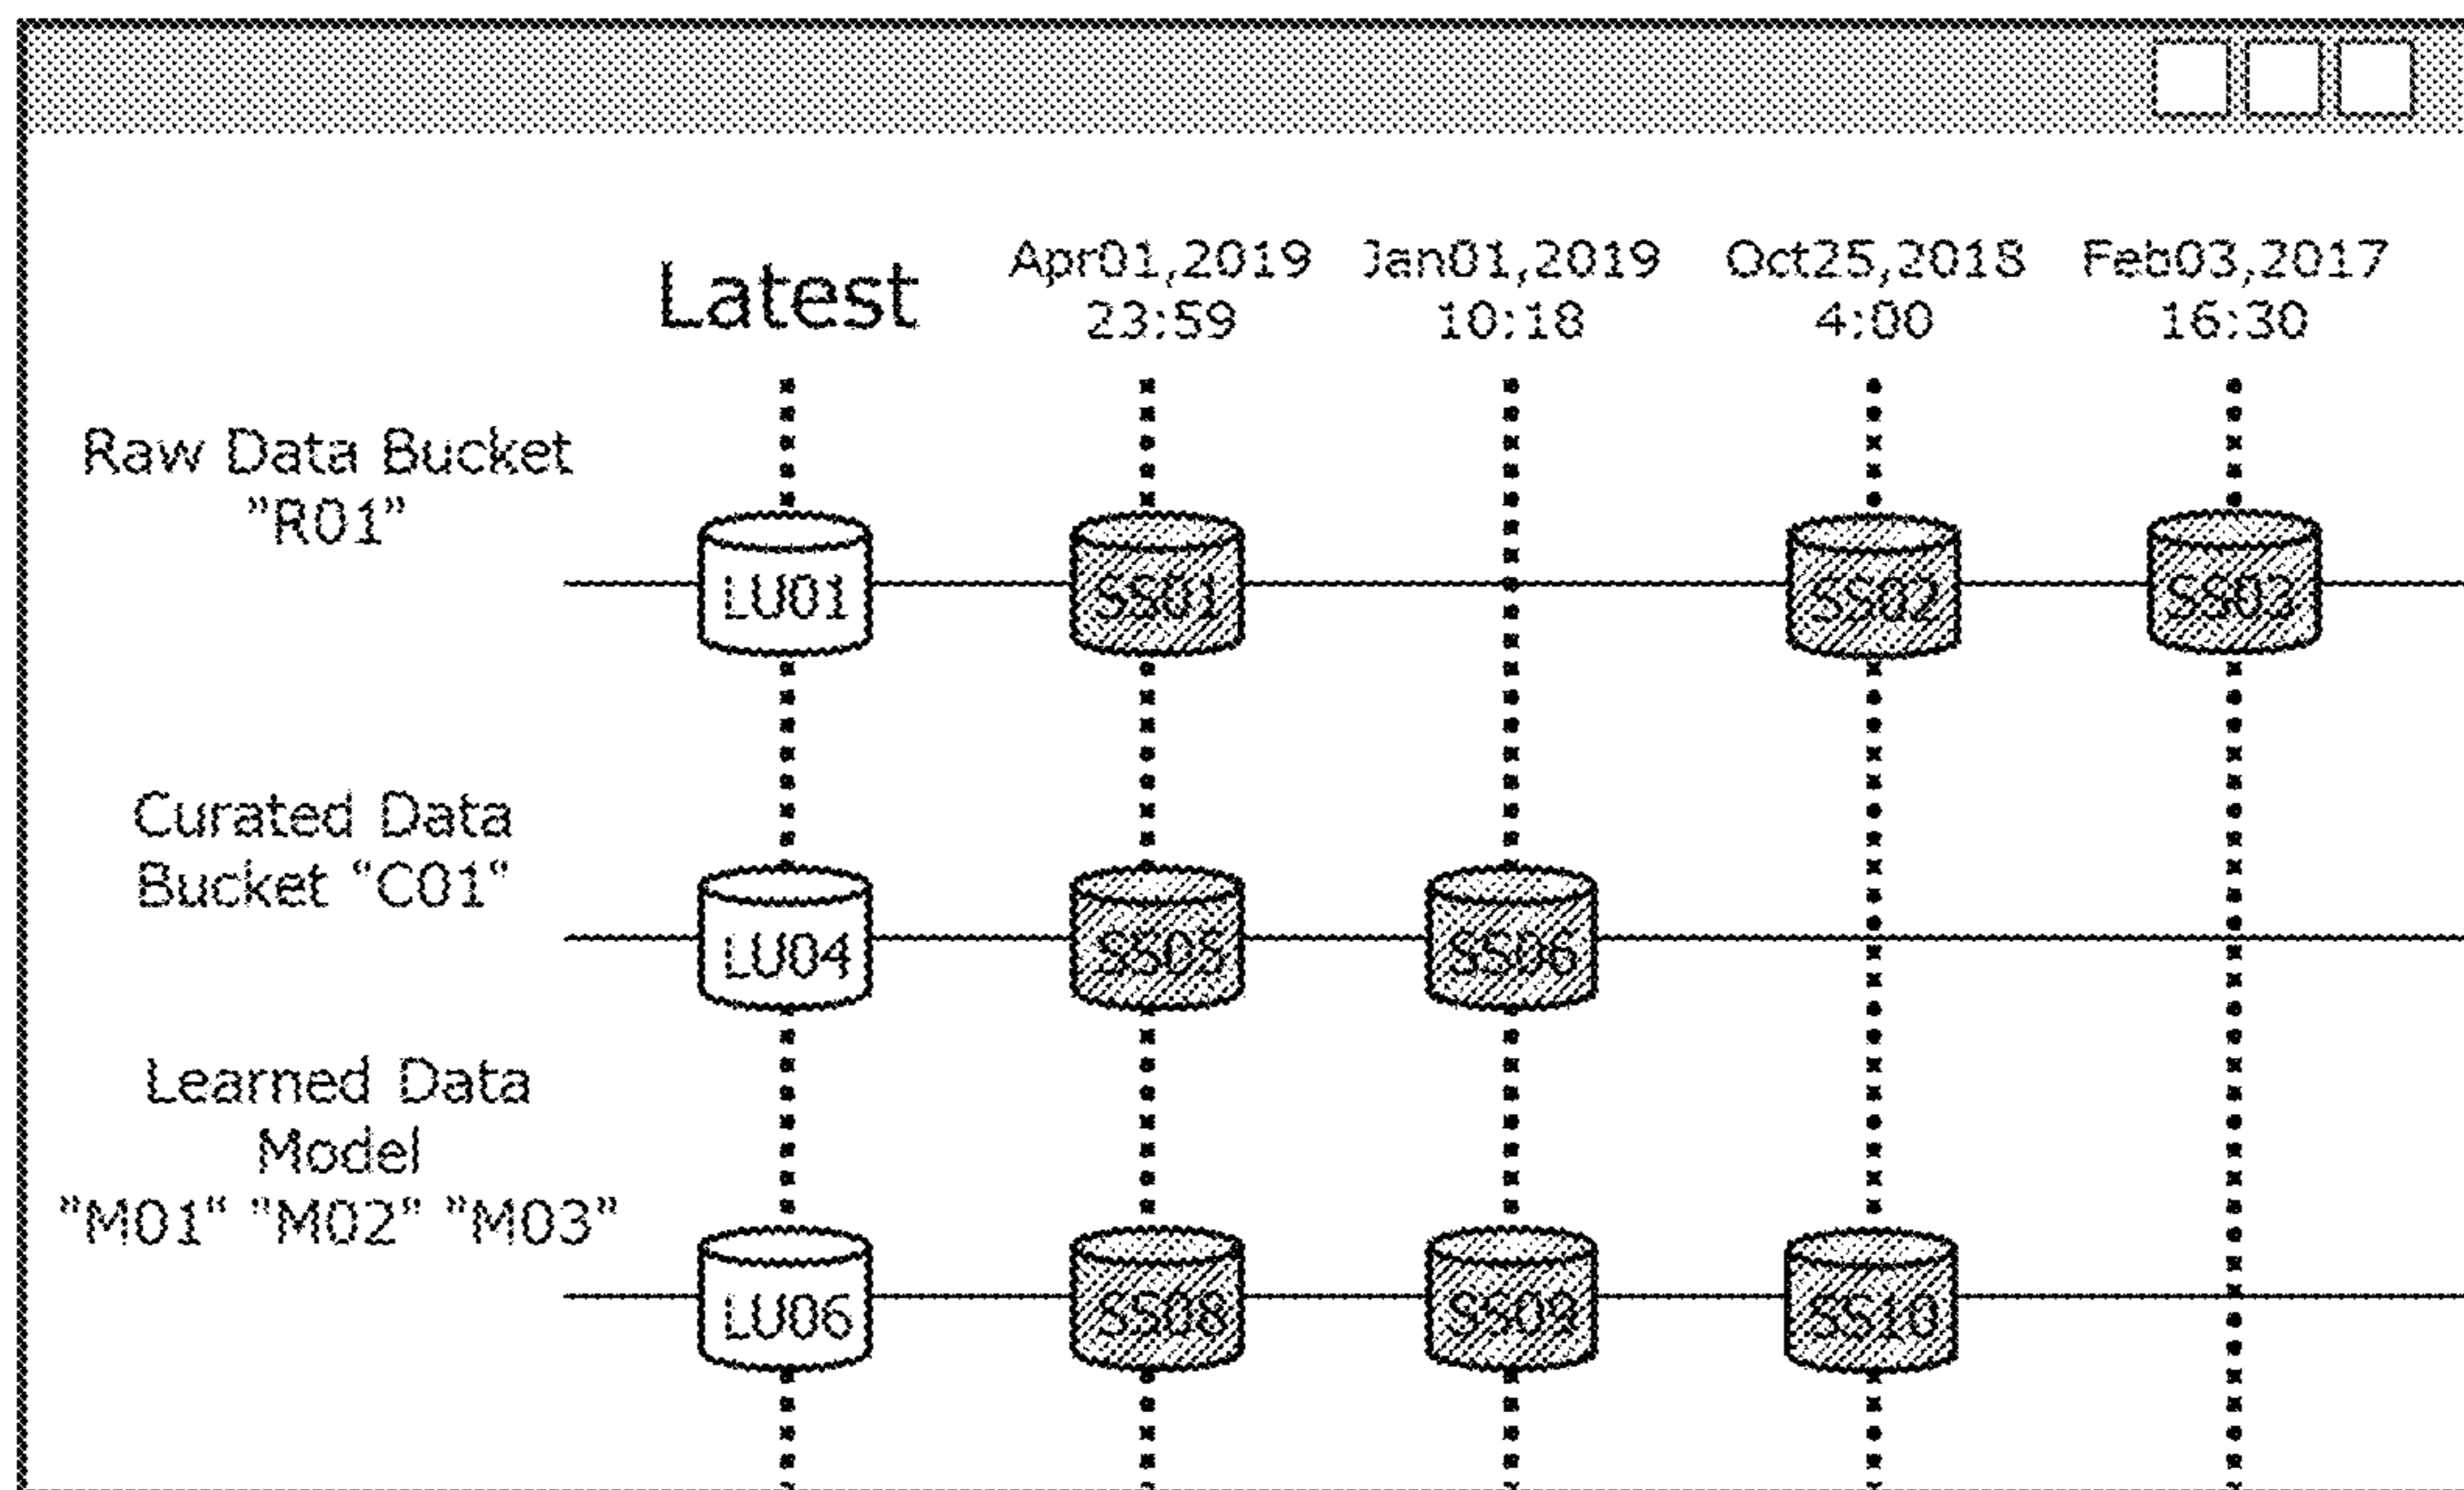 Latest
Apr01,2019
23:59
Jan01,2019
10:18
Oct25,2018
4:00
Feb03,2017
16:30
Raw Data Bucket
"R01"
LU01
SS01
SS02
SS03
Curated Data
Bucket "C01"
LU04
SS05
SS06
Learned Data
Model
"M01" "M02" "M03"
LU06
SS08
SS09
SS10